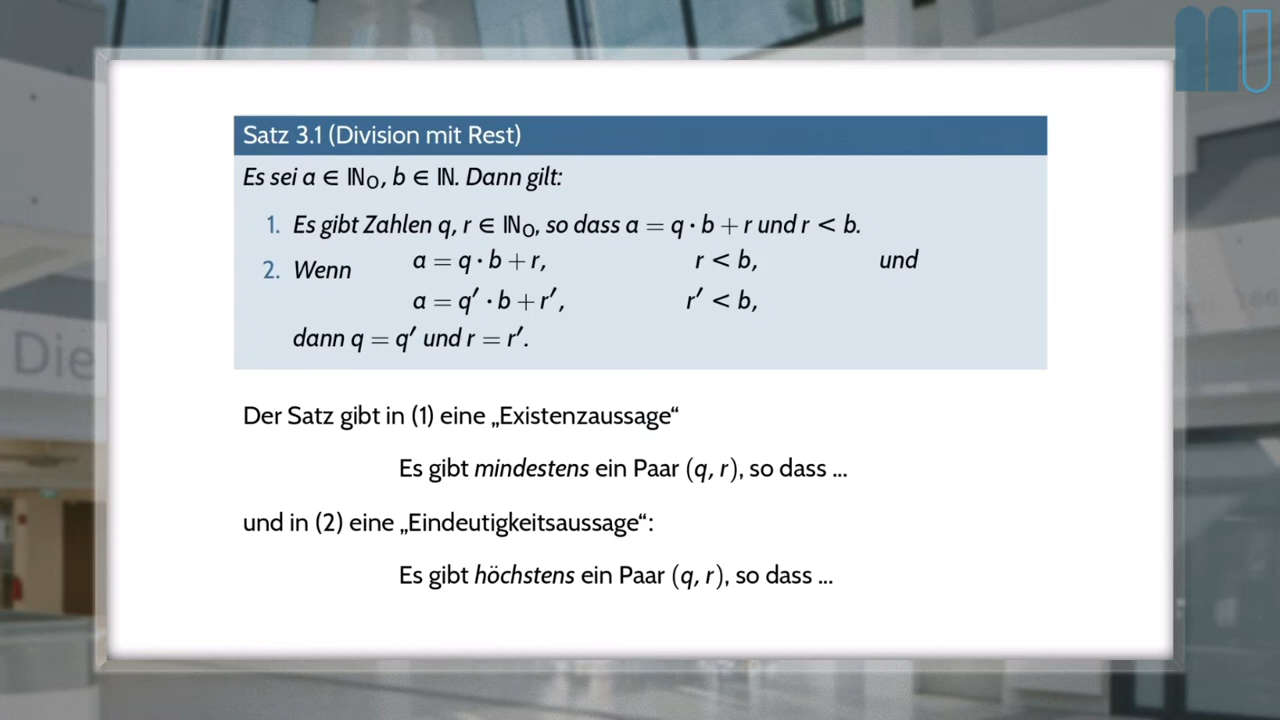 Satz 3.1 (Division mit Rest)
Es sei a ∈ ℕ₀, b ∈ ℕ. Dann gilt:
1. Es gibt Zahlen q, r ∈ ℕ₀, so dass a = q · b + r und r < b.
2. Wenn a = q · b + r, r < b, und
a = q′ · b + r′, r′ < b,
dann q = q′ und r = r′.
Der Satz gibt in (1) eine „Existenzaussage“
Es gibt mindestens ein Paar (q, r), so dass ...
und in (2) eine „Eindeutigkeitsaussage“:
Es gibt höchstens ein Paar (q, r), so dass ...
Die